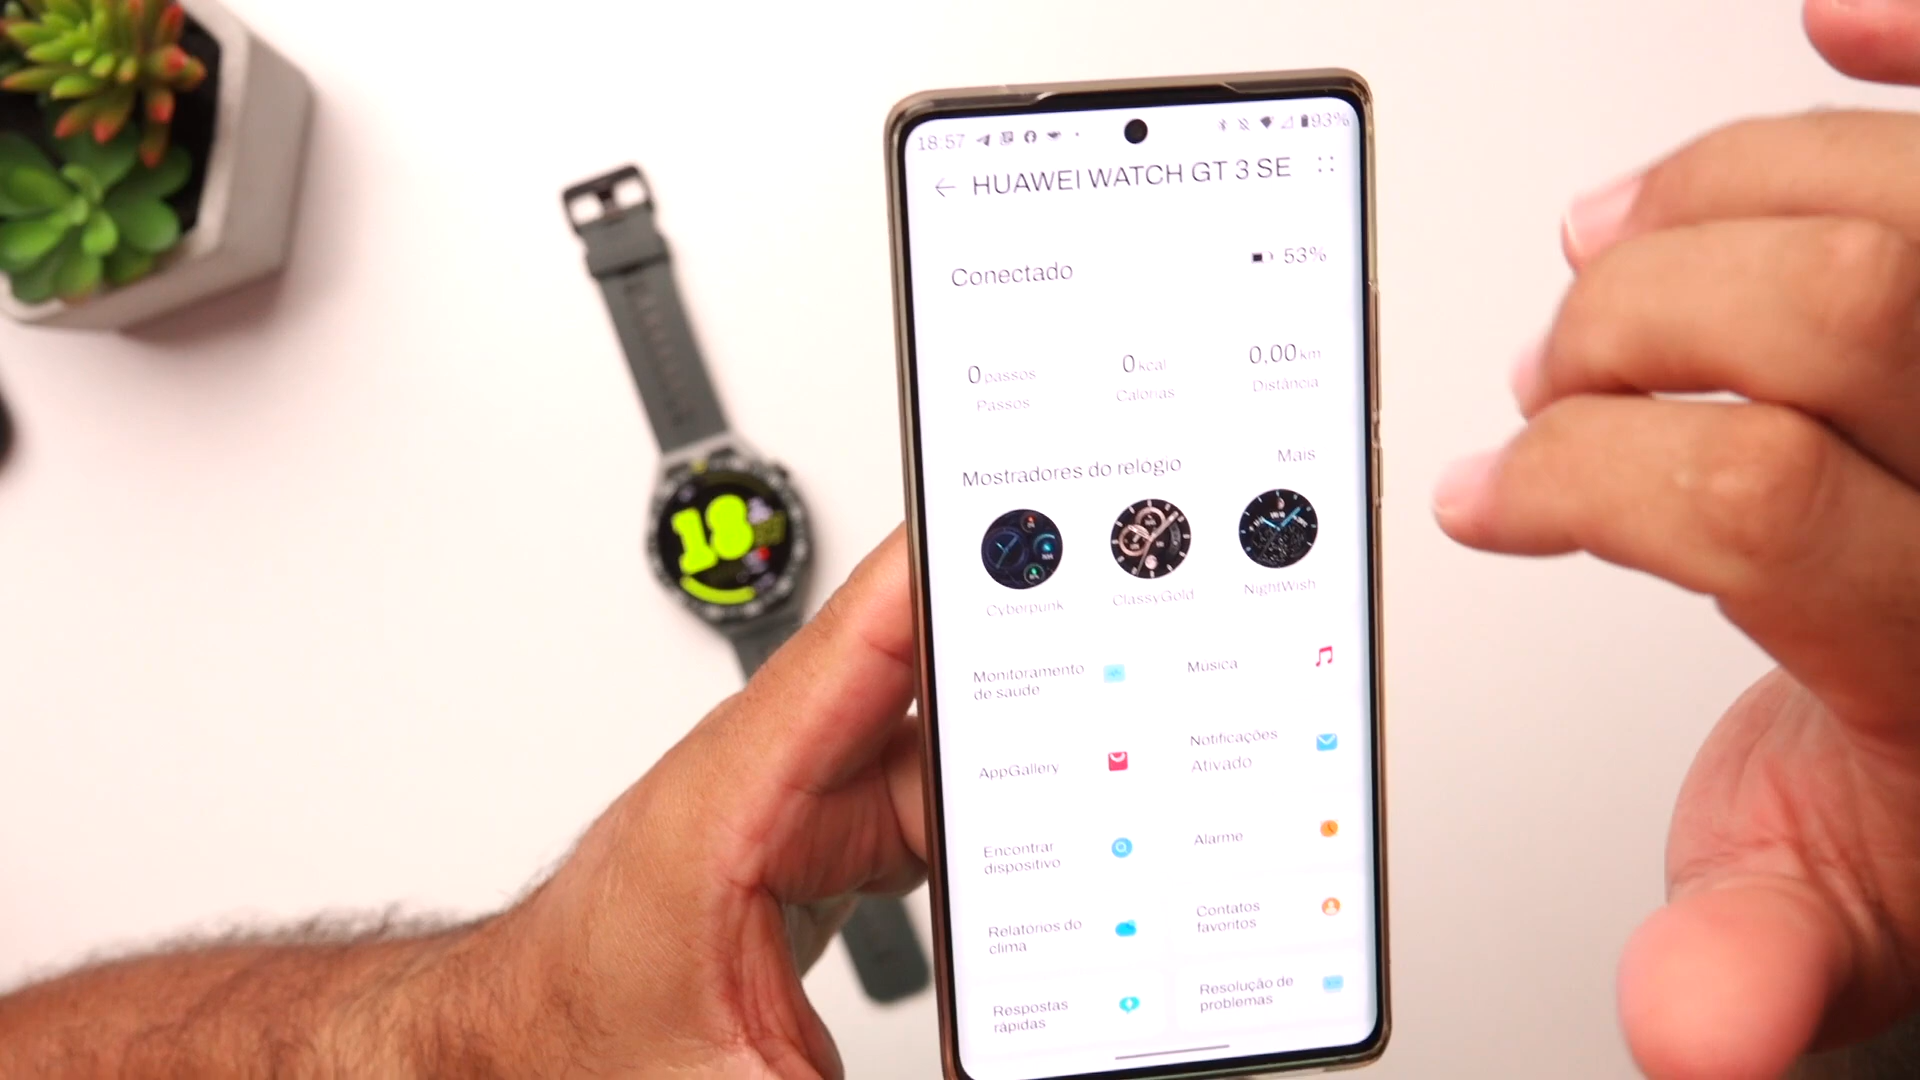 18:57
93%
HUAWEI WATCH GT 3 SE
Conectado
53%
0 passos
Passos
0 kcal
Calorias
0,00 km
Distância
Mostradores do relógio
Mais
Cyberpunk
ClassyGold
NightWish
Monitoramento
de saúde
Música
AppGallery
Notificações
Ativado
Encontrar
dispositivo
Alarme
Relatórios do
clima
Contatos
favoritos
Respostas
rápidas
Resolução de
problemas
18